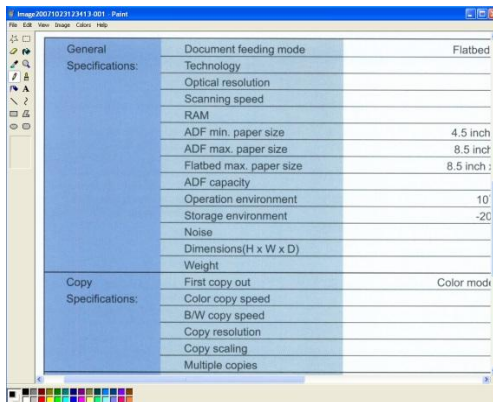 Image20071023123413-001 - Paint
File Edit View Image Colors Help
General Document feeding mode Flatbed
Specifications: Technology
Optical resolution
Scanning speed
RAM
ADF min. paper size 4.5 inch
ADF max. paper size 8.5 inch
Flatbed max. paper size 8.5 inch :
ADF capacity
Operation environment 10
Storage environment -20
Noise
Dimensions(H x W x D)
Weight
Copy First copy out Color mode
Specifications: Color copy speed
B/W copy speed
Copy resolution
Copy scaling
Multiple copies